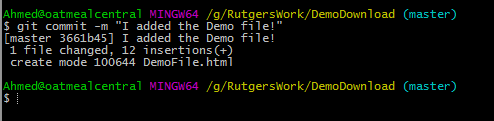 Ahmed@oatmealcentral MINGW64 /g/RutgersWork/DemoDownload (master)
$ git commit -m "I added the Demo file!"
[master 3661b45] I added the Demo file!
 1 file changed, 12 insertions(+)
 create mode 100644 DemoFile.html

Ahmed@oatmealcentral MINGW64 /g/RutgersWork/DemoDownload (master)
$